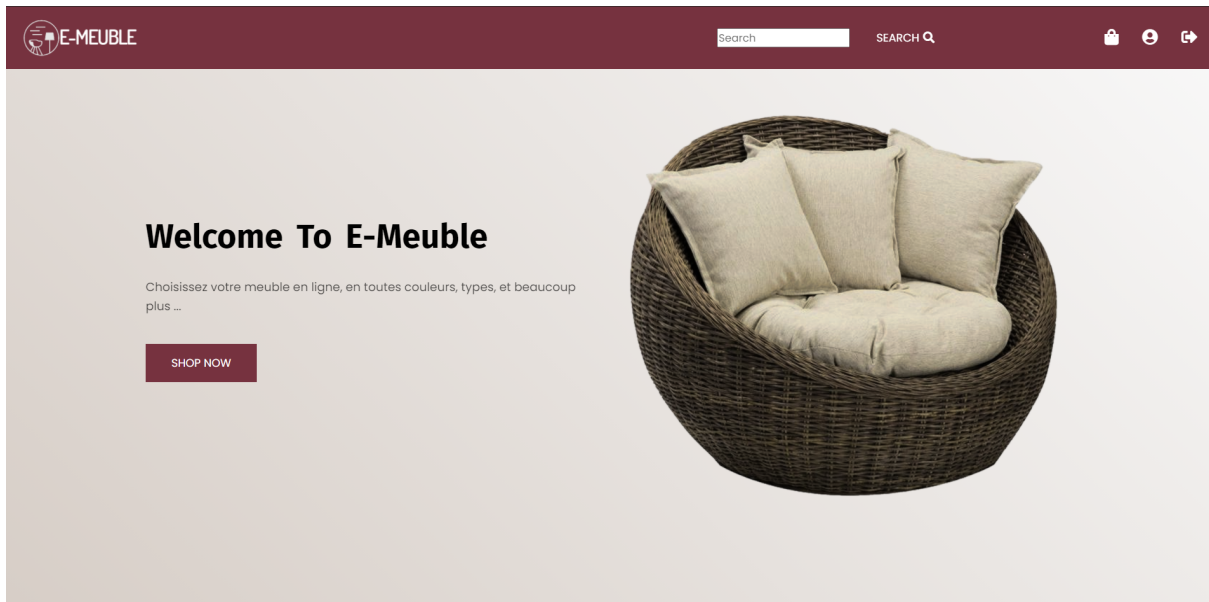 E-MEUBLE
Search
SEARCH
Welcome To E-Meuble
Choisissez votre meuble en ligne, en toutes couleurs, types, et beaucoup
plus ...
SHOP NOW